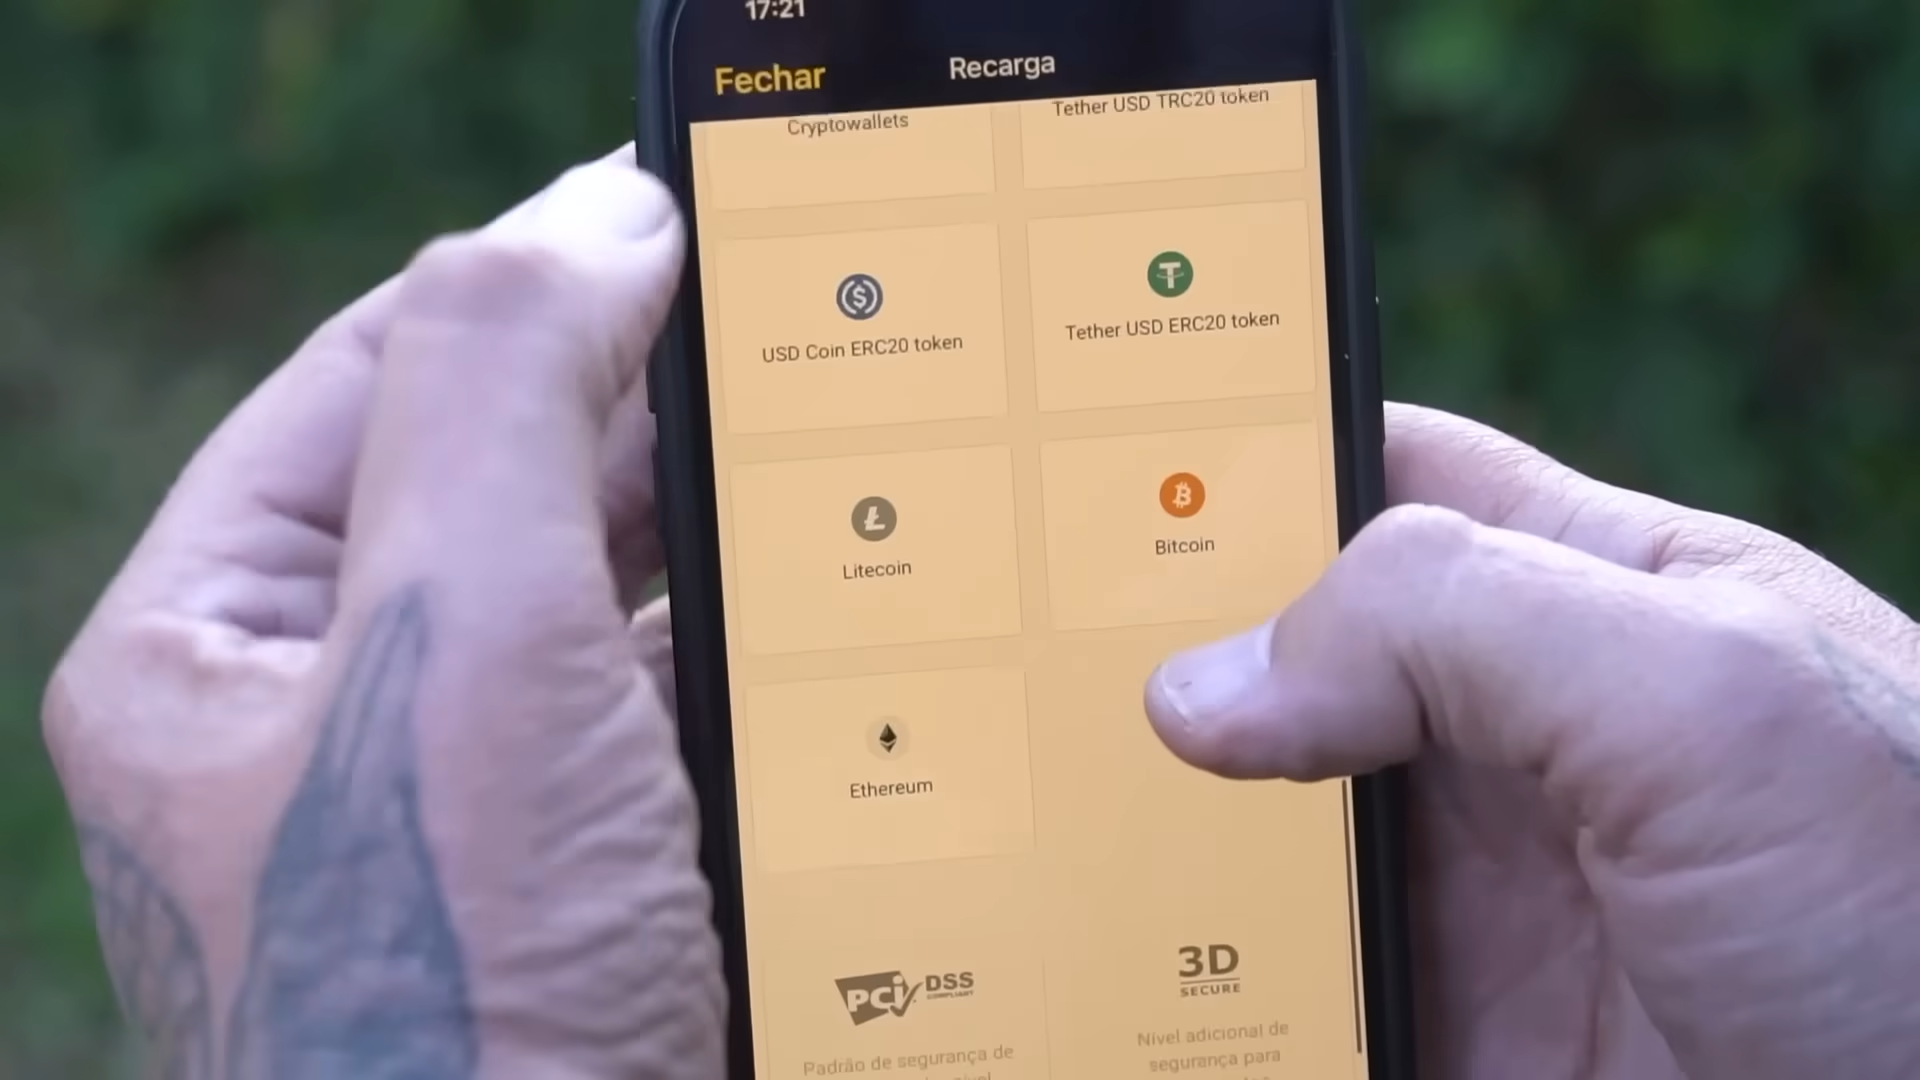 17:21
Fechar
Recarga
Cryptowallets
Tether USD TRC20 token
USD Coin ERC20 token
Tether USD ERC20 token
Litecoin
Bitcoin
Ethereum
PCI DSS
COMPLIANT
3D
SECURE
Padrão de segurança de
Nível adicional de
segurança para